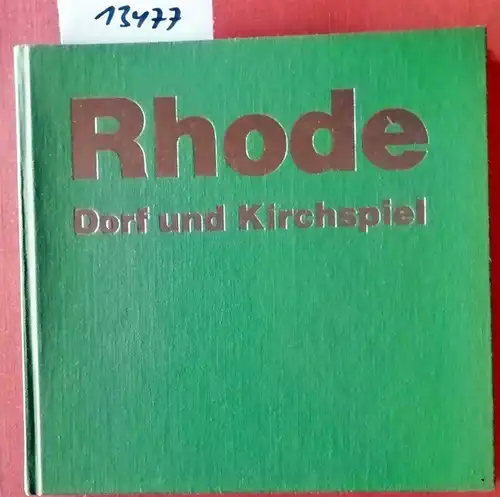 13477
Rhode
Dorf und Kirchspiel